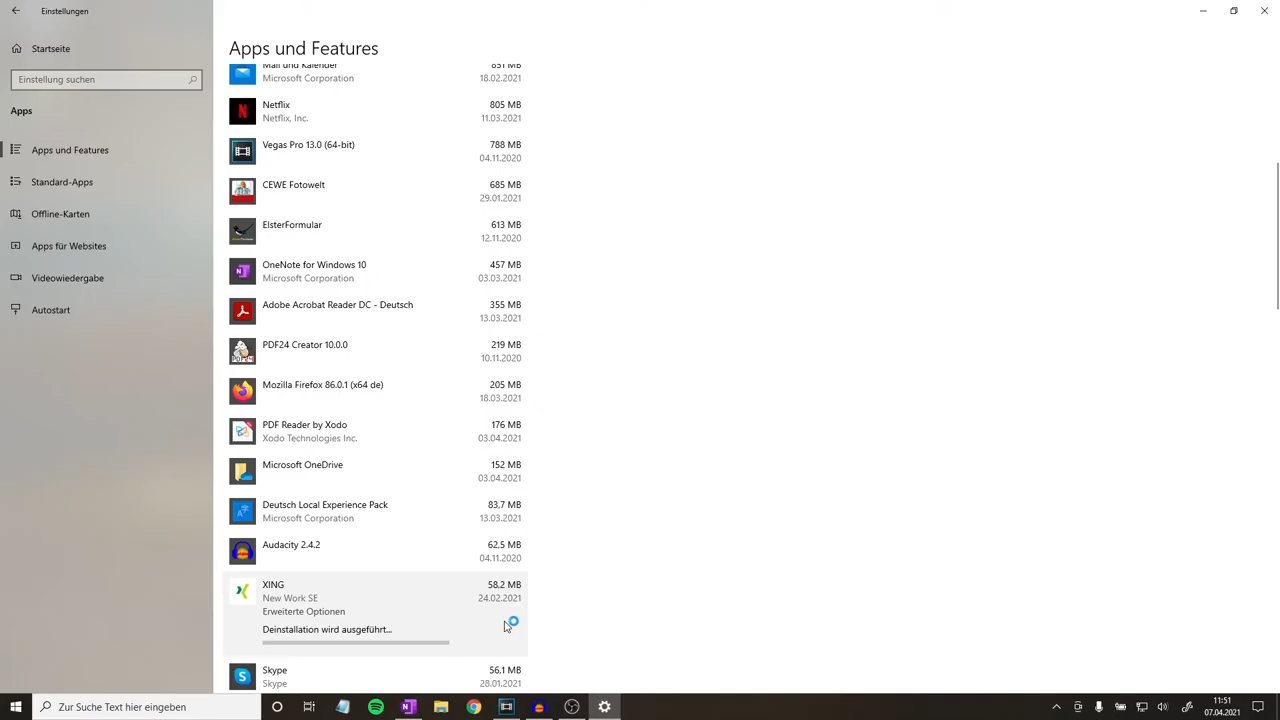 Einstellungen
Startseite
Einstellung suchen
Apps
Apps und Features
Standard-Apps
Offline-Karten
Apps für Websites
Videowiedergabe
Autostart
Apps und Features
Mail und Kalender 851 MB
Microsoft Corporation 18.02.2021
Netflix 805 MB
Netflix, Inc. 11.03.2021
Vegas Pro 13.0 (64-bit) 788 MB
04.11.2020
CEWE Fotowelt 685 MB
29.01.2021
ElsterFormular 613 MB
12.11.2020
OneNote for Windows 10 457 MB
Microsoft Corporation 03.03.2021
Adobe Acrobat Reader DC - Deutsch 355 MB
13.03.2021
PDF24 Creator 10.0.0 219 MB
10.11.2020
Mozilla Firefox 86.0.1 (x64 de) 205 MB
18.03.2021
PDF Reader by Xodo 176 MB
Xodo Technologies Inc. 03.04.2021
Microsoft OneDrive 152 MB
03.04.2021
Deutsch Local Experience Pack 83,7 MB
Microsoft Corporation 13.03.2021
Audacity 2.4.2 62,5 MB
04.11.2020
XING 58,2 MB
New Work SE 24.02.2021
Erweiterte Optionen
Deinstallation wird ausgeführt...
Skype 56,1 MB
Skype 28.01.2021
Zur Suche Text hier eingeben
11:51
07.04.2021